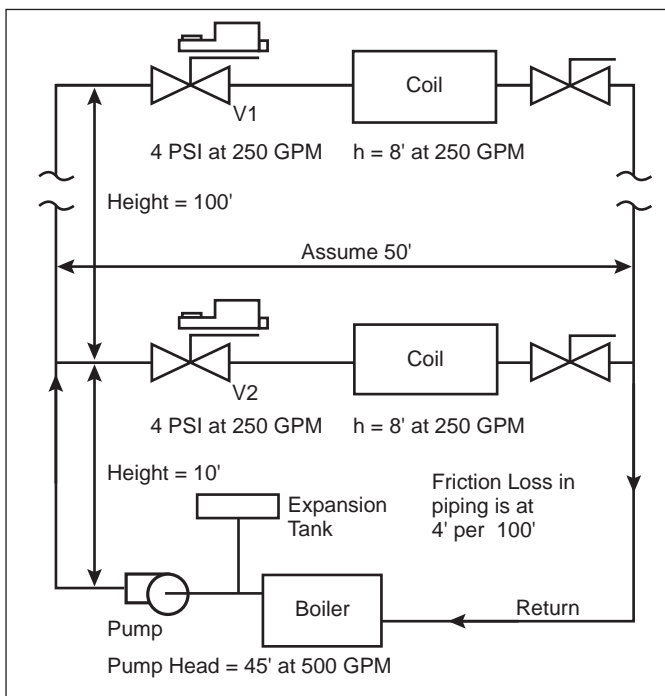 Coil
V1
4 PSI at 250 GPM
h = 8' at 250 GPM
Height = 100'
Assume 50'
Coil
V2
4 PSI at 250 GPM
h = 8' at 250 GPM
Height = 10'
Friction Loss in
piping is at
4' per 100'
Expansion
Tank
Boiler
Return
Pump
Pump Head = 45' at 500 GPM